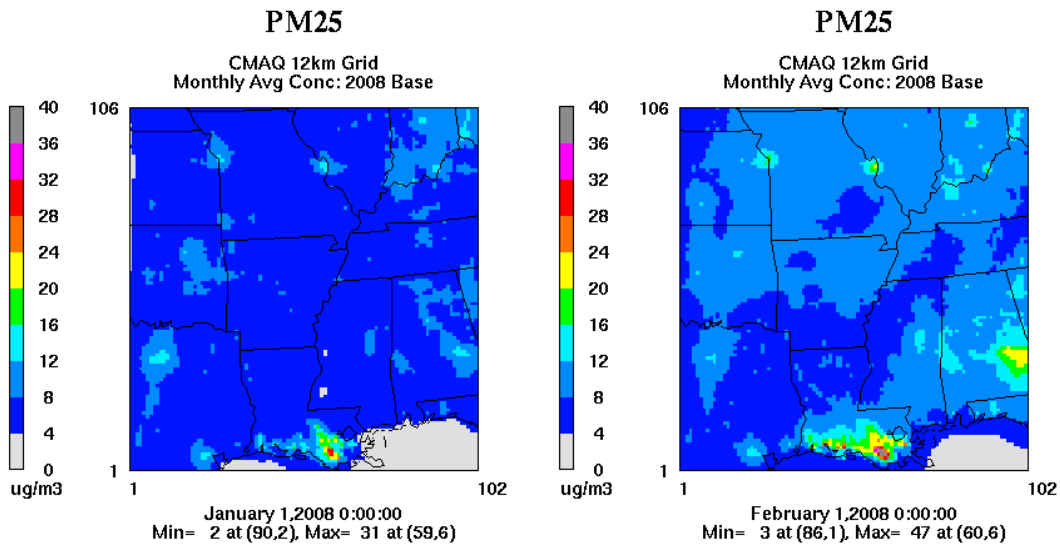 PM25
CMAQ 12km Grid
Monthly Avg Conc: 2008 Base
40
36
32
28
24
20
16
12
8
4
0
ug/m3
106
1
1
102
January 1,2008 0:00:00
Min= 2 at (90,2), Max= 31 at (59,6)
PM25
CMAQ 12km Grid
Monthly Avg Conc: 2008 Base
40
36
32
28
24
20
16
12
8
4
0
ug/m3
106
1
1
102
February 1,2008 0:00:00
Min= 3 at (86,1), Max= 47 at (60,6)